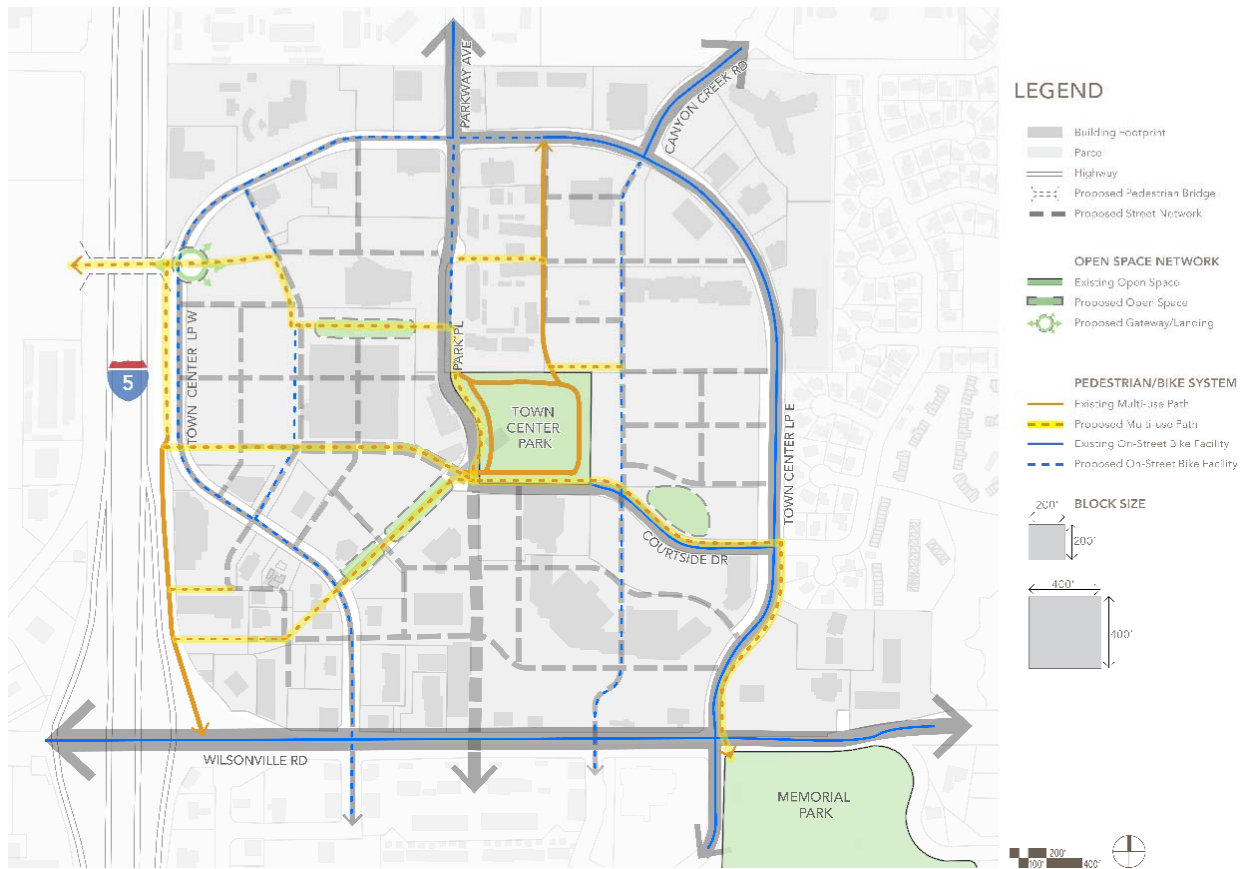 PARKWAY AVE
CANYON CREEK RD
TOWN CENTER LP W
5
PARK PL
TOWN
CENTER
PARK
TOWN CENTER LP E
COURTSIDE DR
WILSONVILLE RD
MEMORIAL
PARK
LEGEND
Building Footprint
Parcel
Highway
Proposed Pedestrian Bridge
Proposed Street Network
OPEN SPACE NETWORK
Existing Open Space
Proposed Open Space
Proposed Gateway/Landing
PEDESTRIAN/BIKE SYSTEM
Existing Multi-use Path
Proposed Multi-use Path
Existing On-Street Bike Facility
Proposed On-Street Bike Facility
BLOCK SIZE
200'
200'
400'
400'
200'
100'
400'